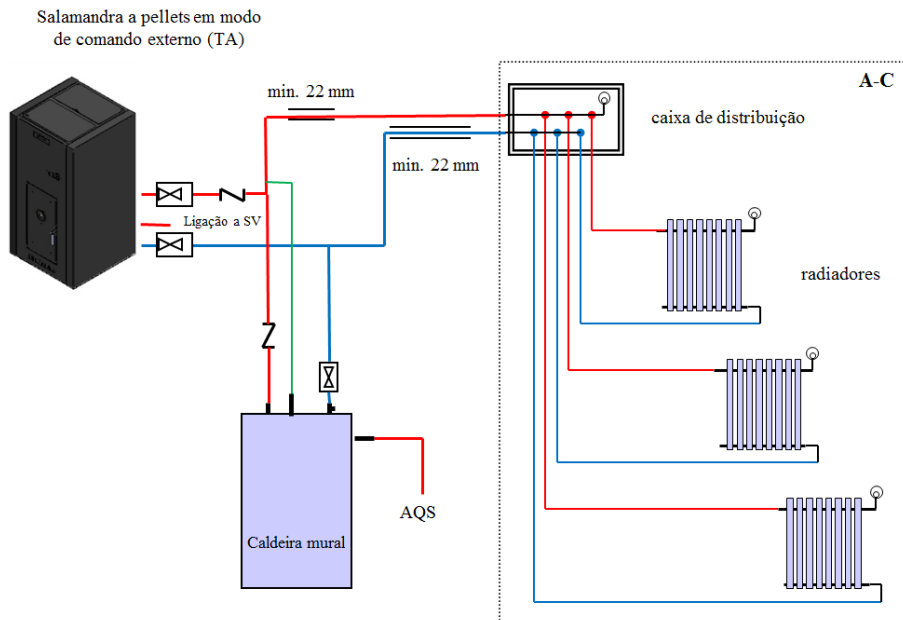 Salamandra a pellets em modo
de comando externo (TA)
min. 22 mm
A-C
caixa de distribuição
min. 22 mm
Ligação a SV
radiadores
AQS
Caldeira mural